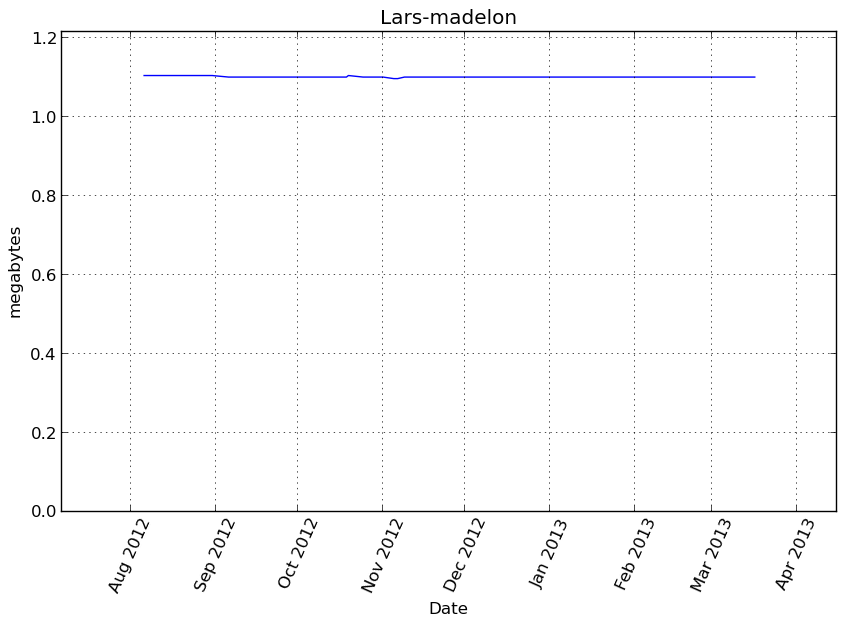 Lars-madelon
1.2
1.0
0.8
0.6
0.4
0.2
0.0
megabytes
Aug 2012
Sep 2012
Oct 2012
Nov 2012
Dec 2012
Jan 2013
Feb 2013
Mar 2013
Apr 2013
Date